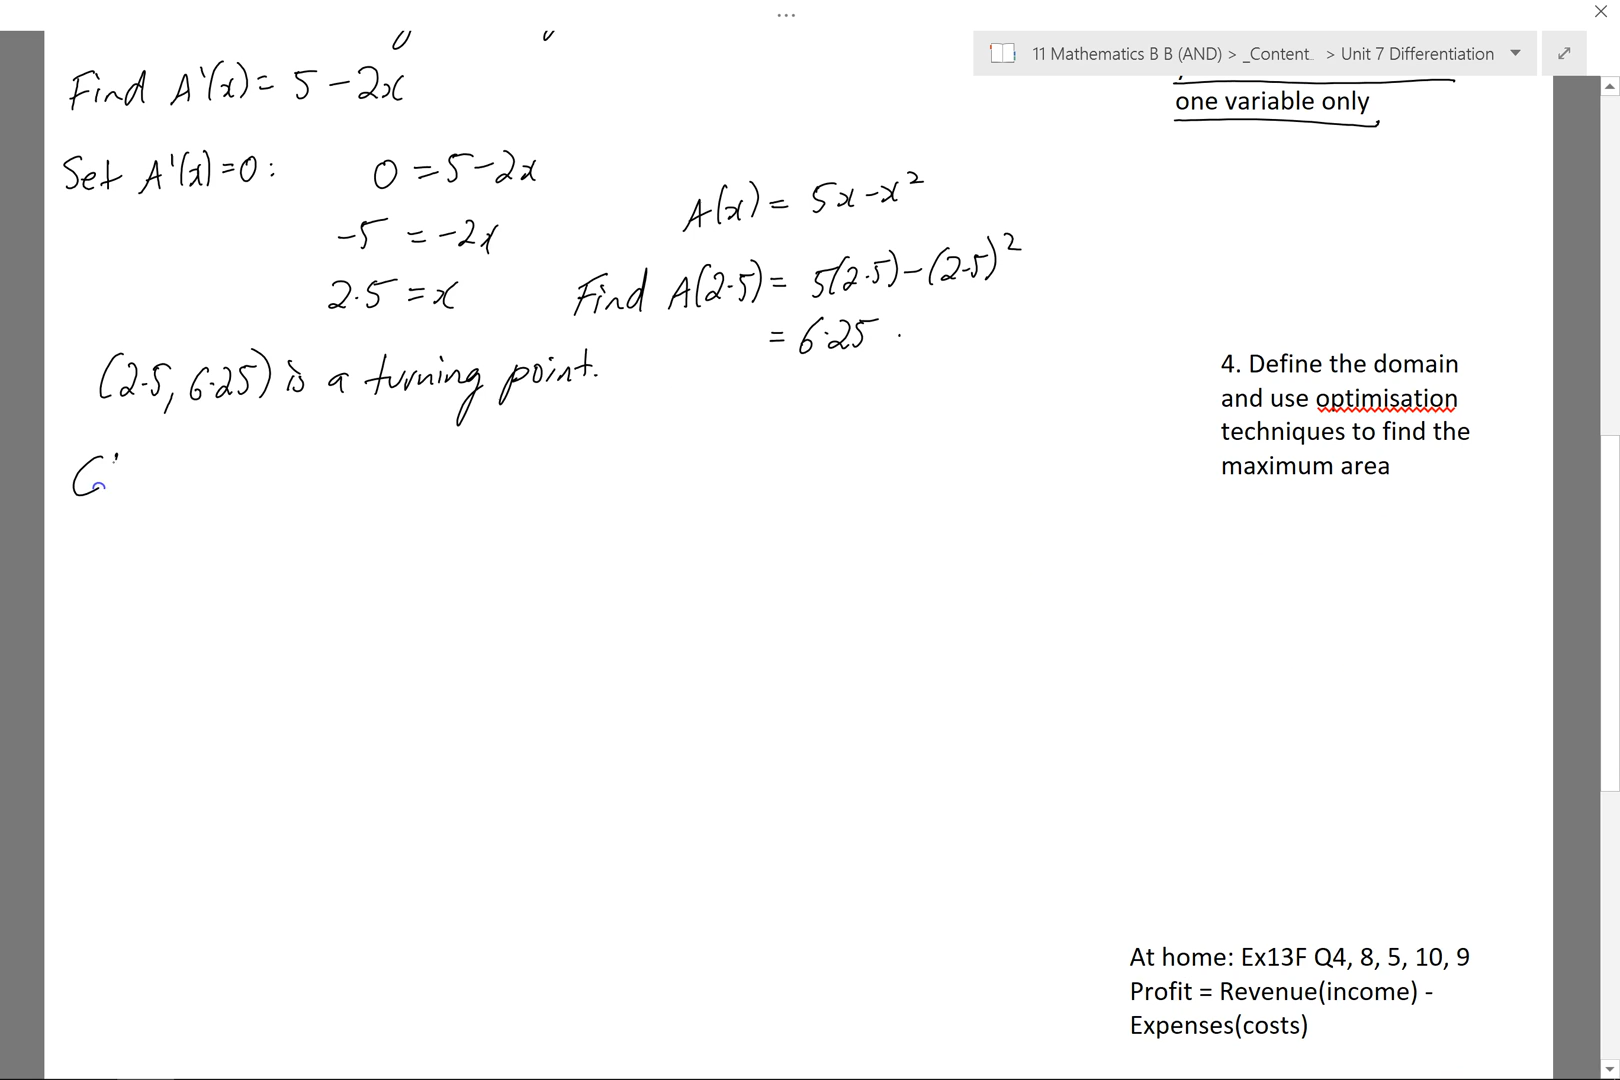 11 Mathematics B B (AND) > _Content.. > Unit 7 Differentiation
Find A'(x) = 5 - 2x
one variable only
Set A'(x) = 0 : 0 = 5 - 2x
-5 = -2x
2.5 = x
A(x) = 5x - x²
Find A(2.5) = 5(2.5) - (2.5)²
= 6.25 .
(2.5, 6.25) is a turning point.
4. Define the domain
and use optimisation
techniques to find the
maximum area
At home: Ex13F Q4, 8, 5, 10, 9
Profit = Revenue(income) -
Expenses(costs)